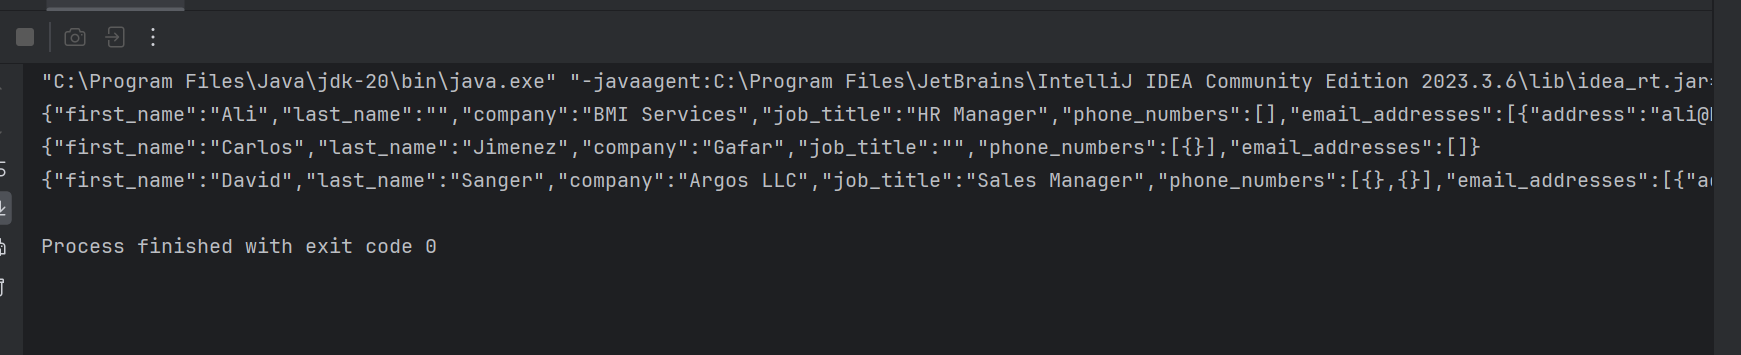 "C:\Program Files\Java\jdk-20\bin\java.exe" "-javaagent:C:\Program Files\JetBrains\IntelliJ IDEA Community Edition 2023.3.6\lib\idea_rt.jar=
{"first_name":"Ali","last_name":"","company":"BMI Services","job_title":"HR Manager","phone_numbers":[],"email_addresses":[{"address":"ali@
{"first_name":"Carlos","last_name":"Jimenez","company":"Gafar","job_title":"","phone_numbers":[{}],"email_addresses":[]}
{"first_name":"David","last_name":"Sanger","company":"Argos LLC","job_title":"Sales Manager","phone_numbers":[{},{}],"email_addresses":[{"a
Process finished with exit code 0